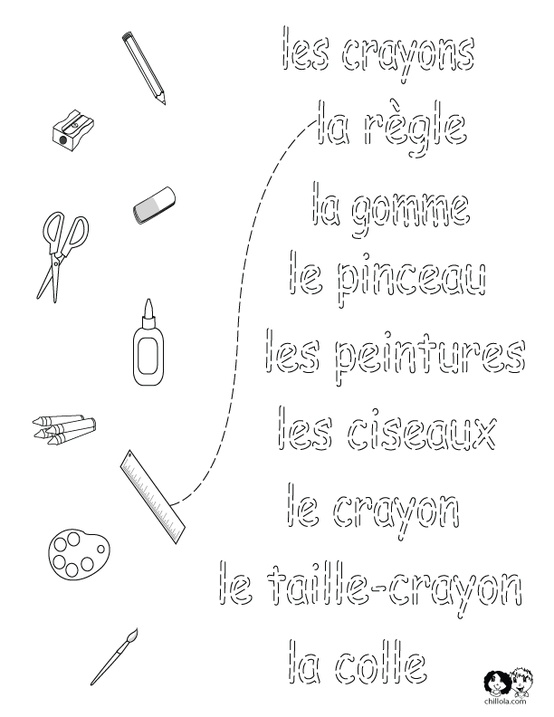 les crayons
la règle
la gomme
le pinceau
les peintures
les ciseaux
le crayon
le taille-crayon
la colle
chillola.com